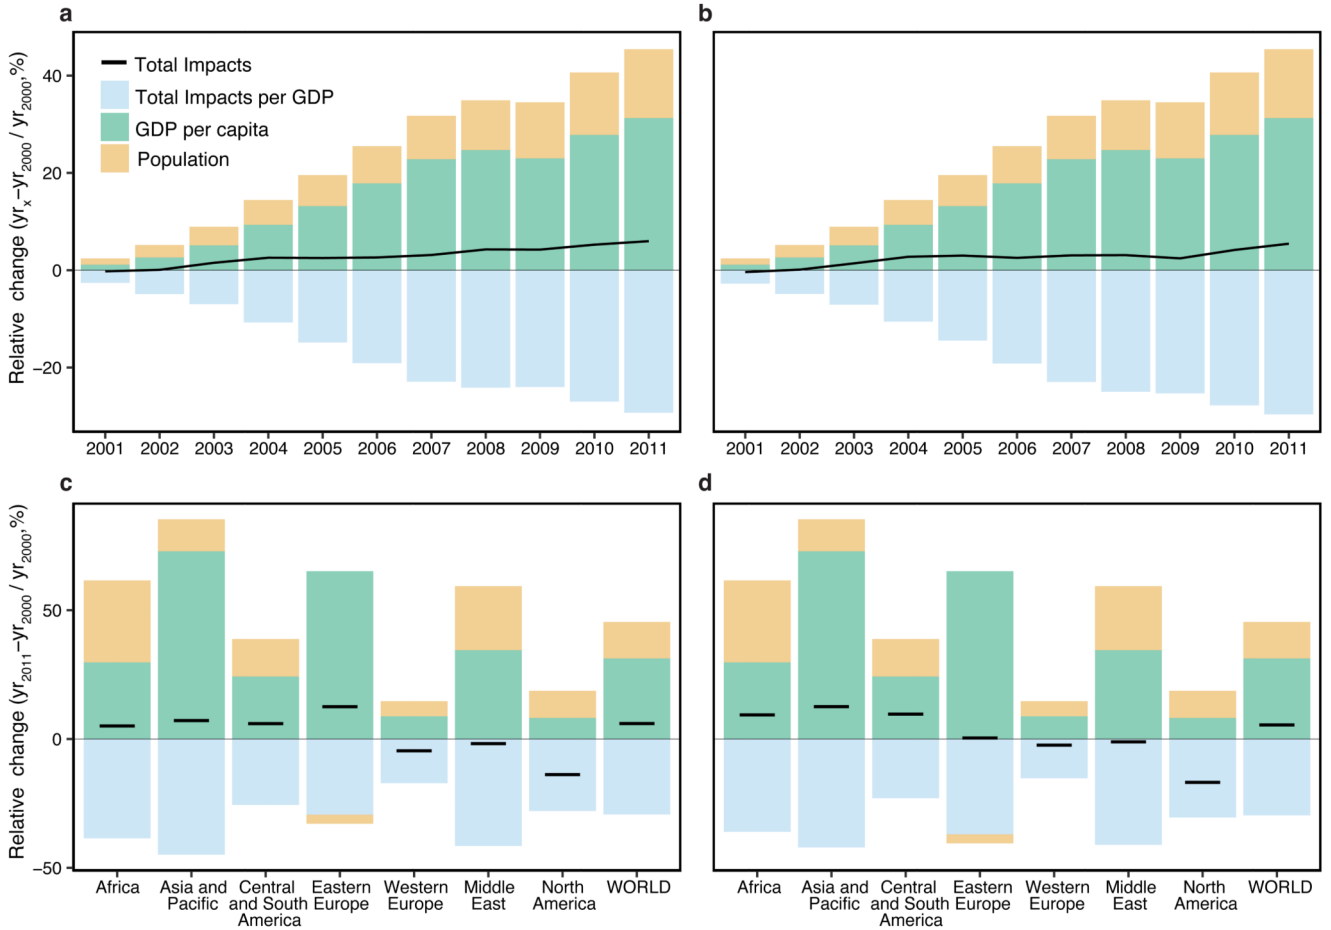 a
b
Relative change (yrx−yr2000 / yr2000, %)
40
20
0
−20
Total Impacts
Total Impacts per GDP
GDP per capita
Population
2001 2002 2003 2004 2005 2006 2007 2008 2009 2010 2011
2001 2002 2003 2004 2005 2006 2007 2008 2009 2010 2011
c
d
Relative change (yr2011−yr2000 / yr2000, %)
50
0
−50
Africa Asia and Central Eastern Western Middle North WORLD
Pacific and South Europe Europe East America
America
Africa Asia and Central Eastern Western Middle North WORLD
Pacific and South Europe Europe East America
America